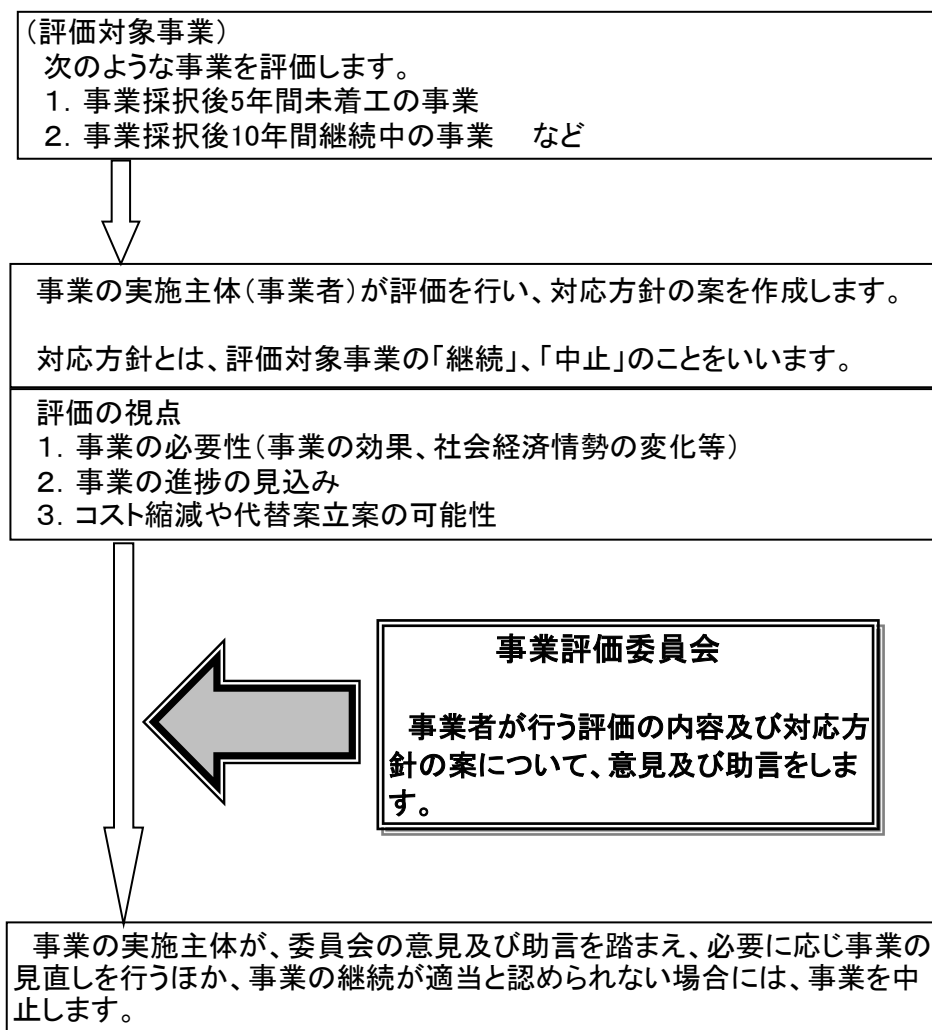 (評価対象事業)
次のような事業を評価します。
1．事業採択後5年間未着工の事業
2．事業採択後10年間継続中の事業　など
事業の実施主体(事業者)が評価を行い、対応方針の案を作成します。
対応方針とは、評価対象事業の「継続」、「中止」のことをいいます。
評価の視点
1．事業の必要性(事業の効果、社会経済情勢の変化等)
2．事業の進捗の見込み
3．コスト縮減や代替案立案の可能性
事業評価委員会
事業者が行う評価の内容及び対応方
針の案について、意見及び助言をしま
す。
事業の実施主体が、委員会の意見及び助言を踏まえ、必要に応じ事業の
見直しを行うほか、事業の継続が適当と認められない場合には、事業を中
止します。